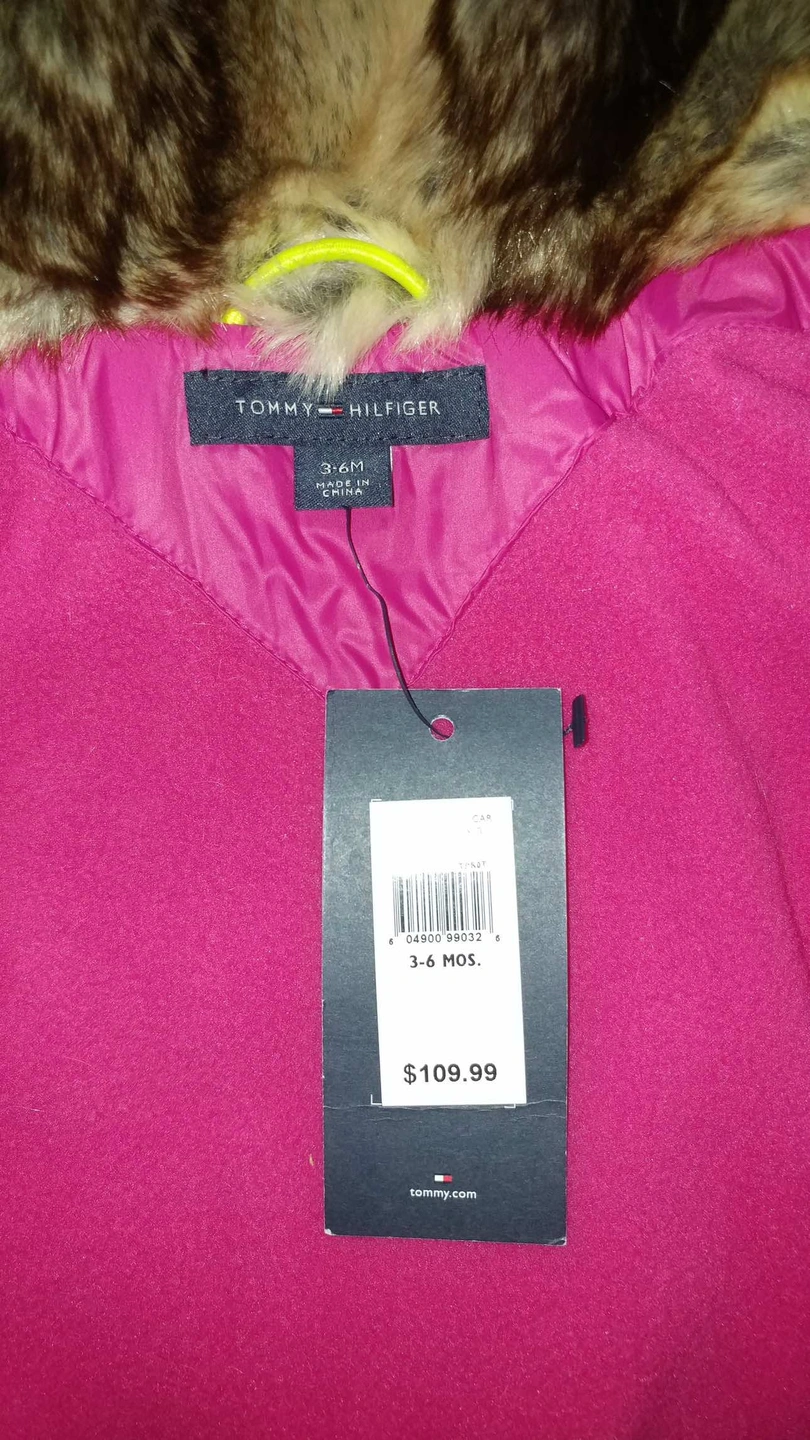 TOMMY HILFIGER
3-6M
MADE IN
CHINA
6 04900 99032 6
3-6 MOS.
$109.99
tommy.com